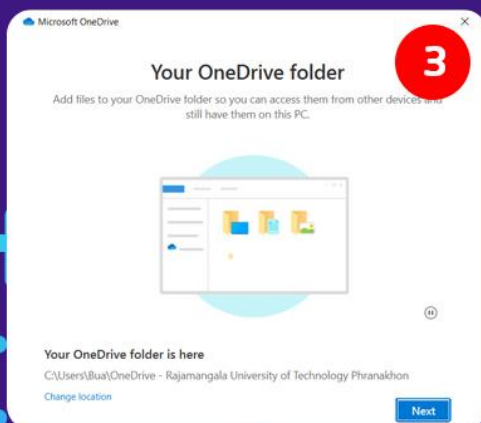 Microsoft OneDrive
3
Your OneDrive folder
Add files to your OneDrive folder so you can access them from other devices and
still have them on this PC.
Your OneDrive folder is here
C:\Users\Bua\OneDrive - Rajamangala University of Technology Phranakhon
Change location
Next